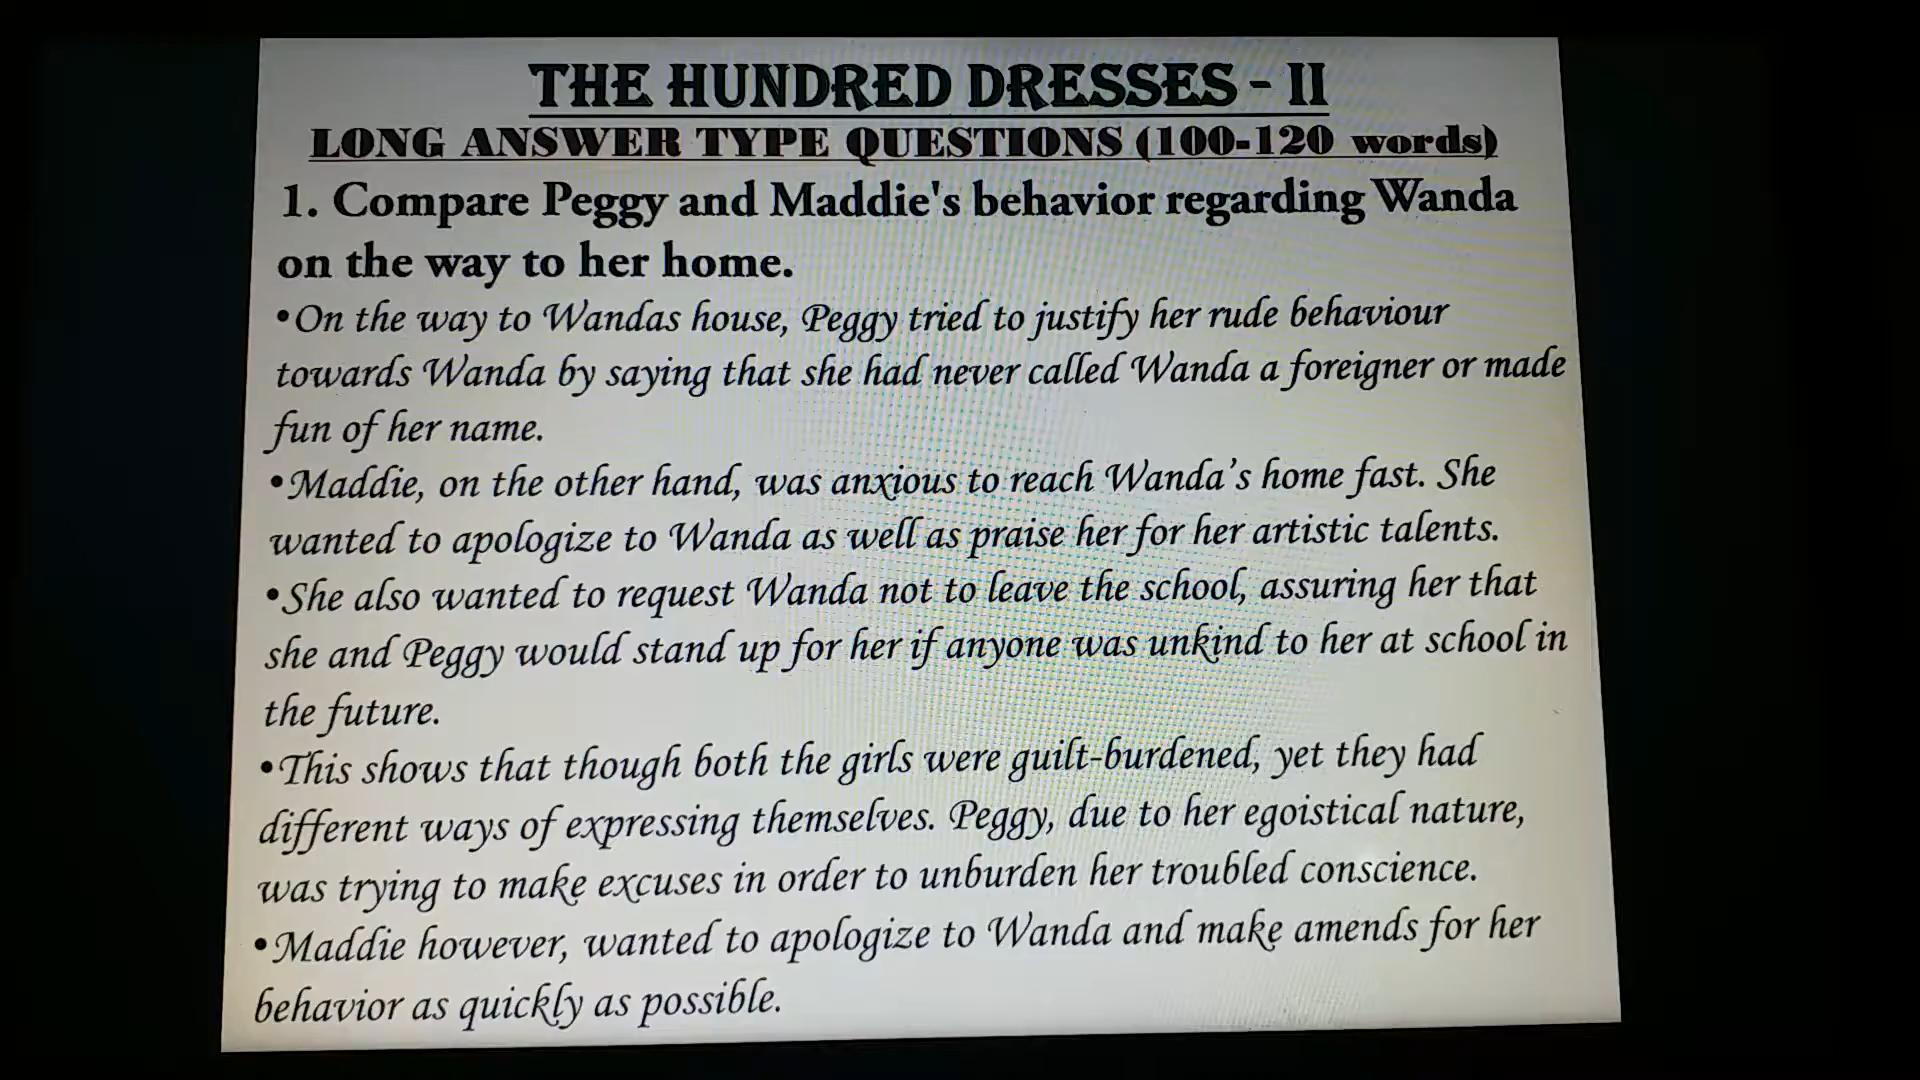 THE HUNDRED DRESSES - II
LONG ANSWER TYPE QUESTIONS (100-120 words)
1. Compare Peggy and Maddie's behavior regarding Wanda
on the way to her home.
•On the way to Wandas house, Peggy tried to justify her rude behaviour
towards Wanda by saying that she had never called Wanda a foreigner or made
fun of her name.
•Maddie, on the other hand, was anxious to reach Wanda's home fast. She
wanted to apologize to Wanda as well as praise her for her artistic talents.
•She also wanted to request Wanda not to leave the school, assuring her that
she and Peggy would stand up for her if anyone was unkind to her at school in
the future.
•This shows that though both the girls were guilt-burdened, yet they had
different ways of expressing themselves. Peggy, due to her egoistical nature,
was trying to make excuses in order to unburden her troubled conscience.
•Maddie however, wanted to apologize to Wanda and make amends for her
behavior as quickly as possible.